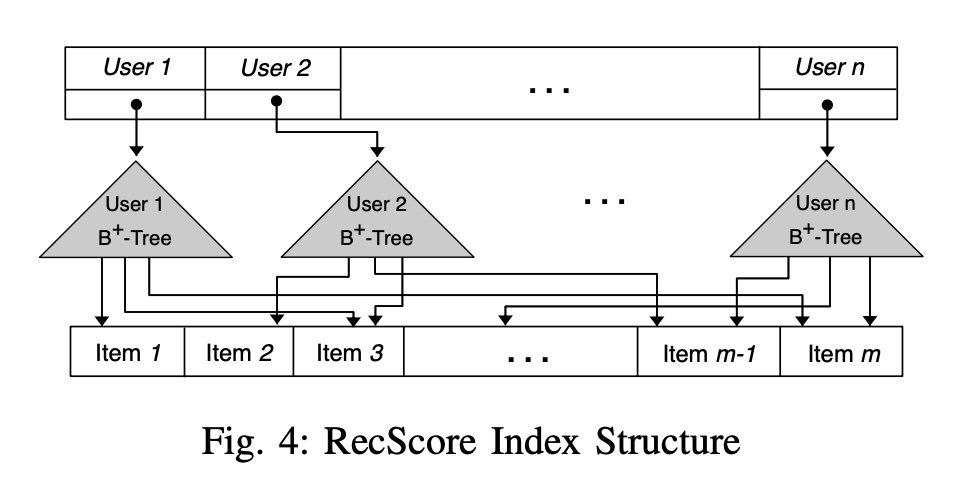 User 1 User 2 . . . User n
User 1 User 2 . . . User n
B+-Tree B+-Tree B+-Tree
Item 1 Item 2 Item 3 . . . Item m-1 Item m
Fig. 4: RecScore Index Structure